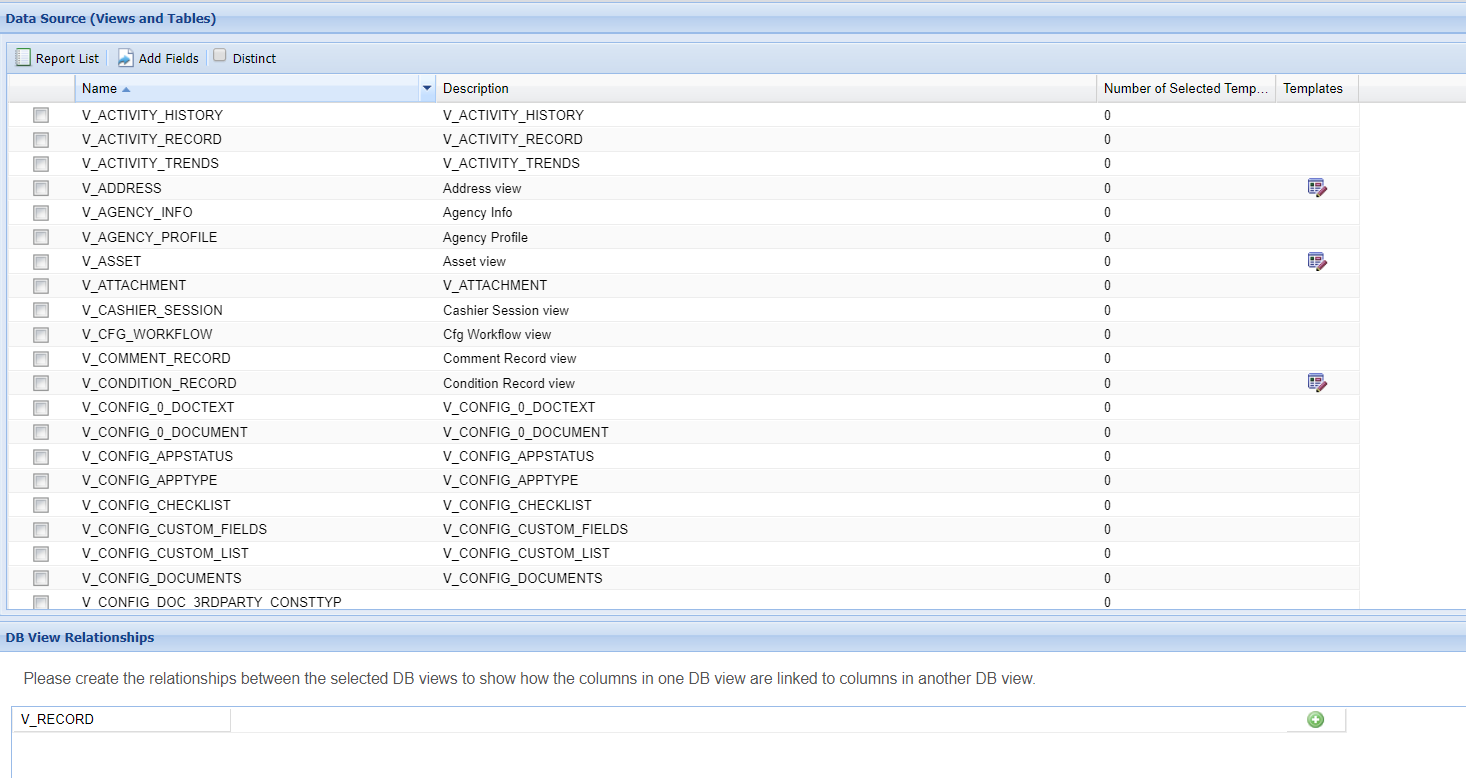 Data Source (Views and Tables)
Report List Add Fields Distinct
Name Description Number of Selected Temp... Templates
V_ACTIVITY_HISTORY V_ACTIVITY_HISTORY 0
V_ACTIVITY_RECORD V_ACTIVITY_RECORD 0
V_ACTIVITY_TRENDS V_ACTIVITY_TRENDS 0
V_ADDRESS Address view 0
V_AGENCY_INFO Agency Info 0
V_AGENCY_PROFILE Agency Profile 0
V_ASSET Asset view 0
V_ATTACHMENT V_ATTACHMENT 0
V_CASHIER_SESSION Cashier Session view 0
V_CFG_WORKFLOW Cfg Workflow view 0
V_COMMENT_RECORD Comment Record view 0
V_CONDITION_RECORD Condition Record view 0
V_CONFIG_0_DOCTEXT V_CONFIG_0_DOCTEXT 0
V_CONFIG_0_DOCUMENT V_CONFIG_0_DOCUMENT 0
V_CONFIG_APPSTATUS V_CONFIG_APPSTATUS 0
V_CONFIG_APPTYPE V_CONFIG_APPTYPE 0
V_CONFIG_CHECKLIST V_CONFIG_CHECKLIST 0
V_CONFIG_CUSTOM_FIELDS V_CONFIG_CUSTOM_FIELDS 0
V_CONFIG_CUSTOM_LIST V_CONFIG_CUSTOM_LIST 0
V_CONFIG_DOCUMENTS V_CONFIG_DOCUMENTS 0
V_CONFIG_DOC_3RDPARTY_CONSTTYP 0
DB View Relationships
Please create the relationships between the selected DB views to show how the columns in one DB view are linked to columns in another DB view.
V_RECORD